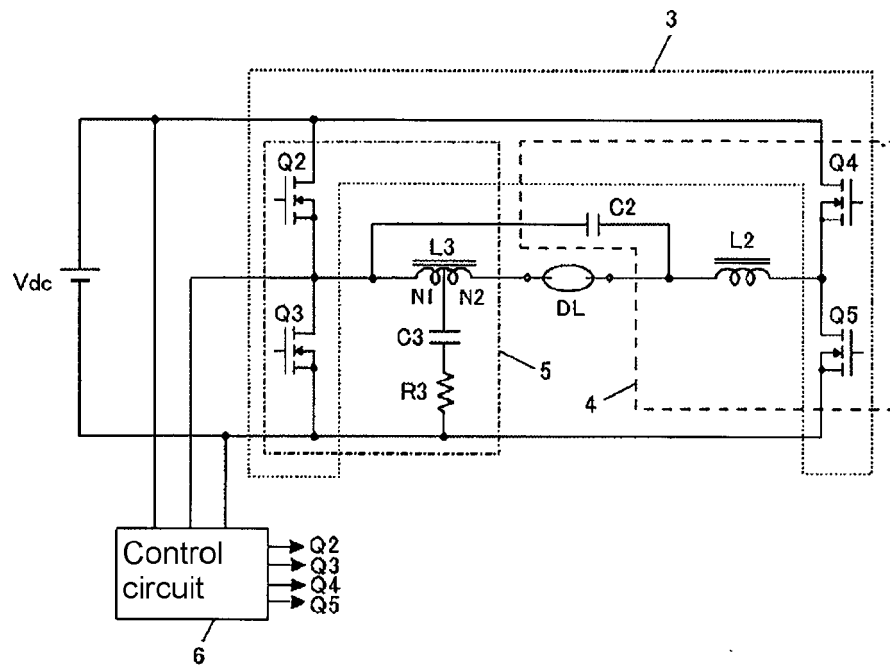 3
Q2
Q4
C2
L3
L2
Vdc
N1
N2
DL
Q3
Q5
C3
5
R3
4
Control
circuit
Q2
Q3
Q4
Q5
6